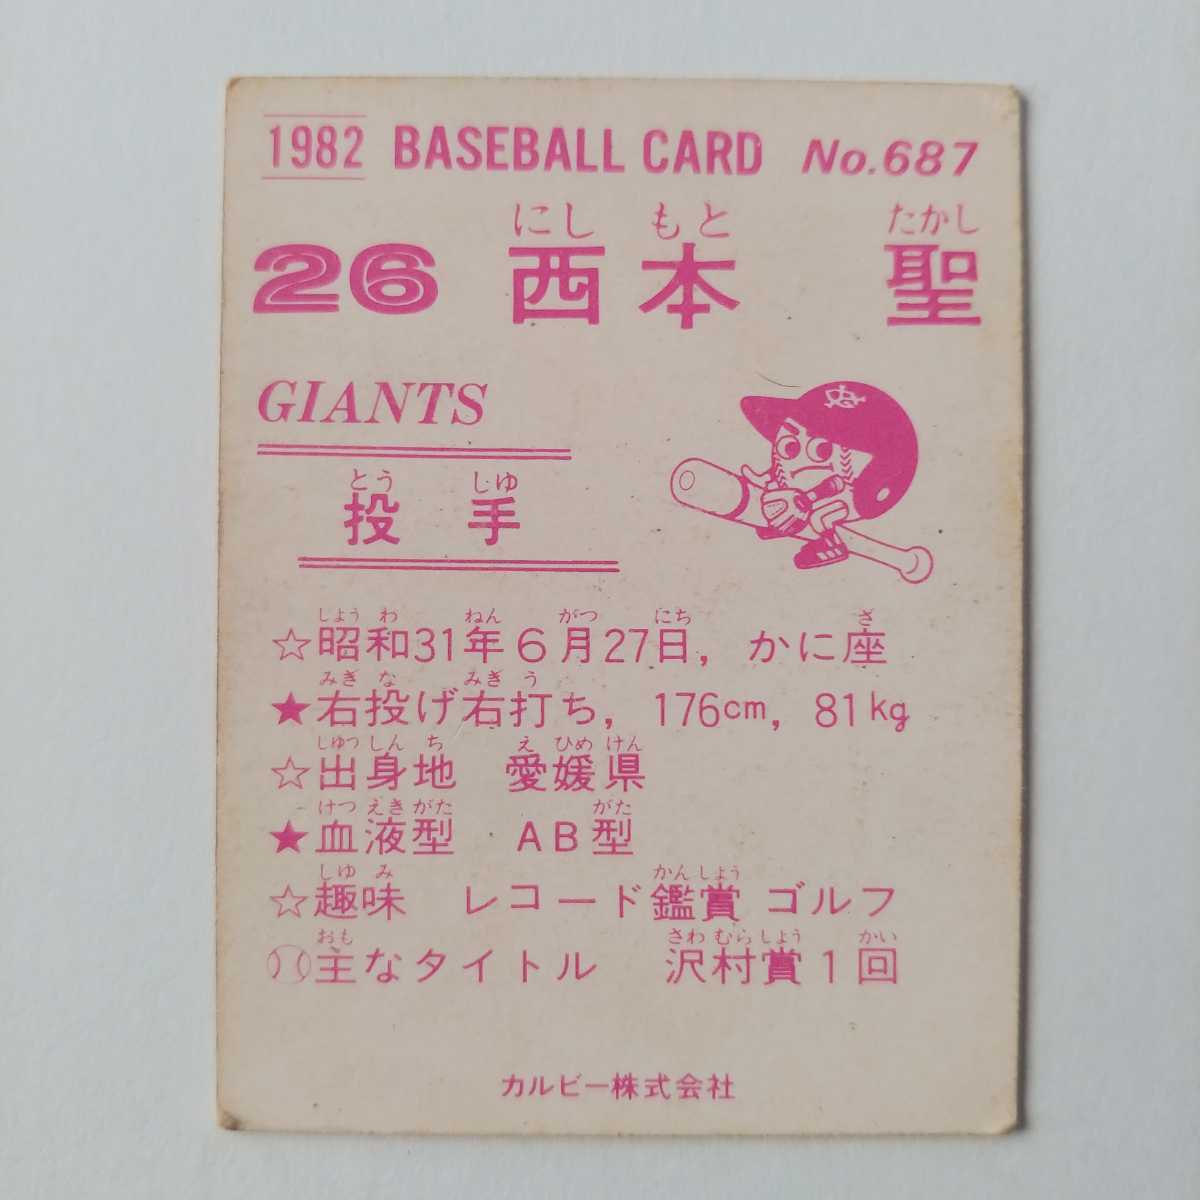 1982 BASEBALL CARD No.687
にし もと たかし
26 西本 聖
GIANTS
とう しゆ
投 手
しよう わ ねん がつ にち ざ
☆昭和31年6月27日, かに座
みぎ な みぎ う
★右投げ右打ち, 176cm, 81kg
しゆつ しん ち え ひめ けん
☆出身地 愛媛県
けつ えき がた がた
★血液型 AB型
しゆ み かん しよう
☆趣味 レコード鑑賞 ゴルフ
おも さわ むら しよう かい
主なタイトル 沢村賞1回
カルビー株式会社